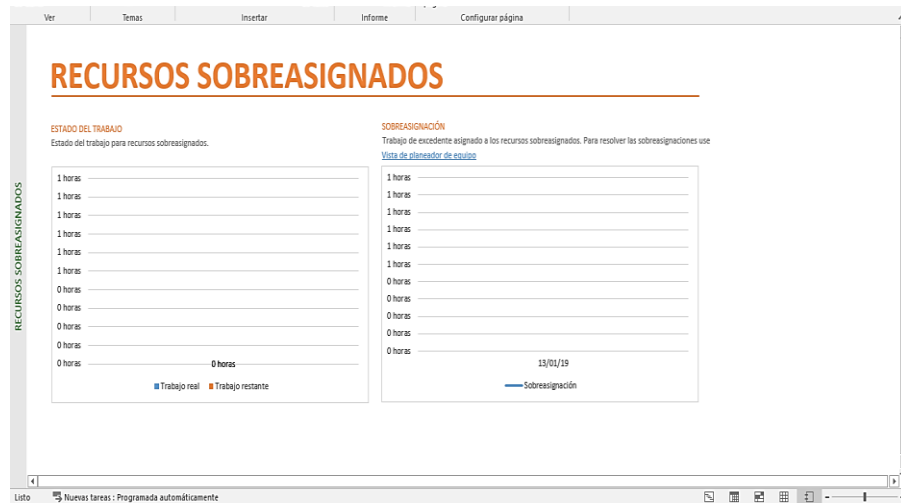 Ver Temas Insertar Informe Configurar página
RECURSOS SOBREASIGNADOS
RECURSOS SOBREASIGNADOS
ESTADO DEL TRABAJO
Estado del trabajo para recursos sobreasignados.
1 horas
1 horas
1 horas
1 horas
1 horas
1 horas
0 horas
0 horas
0 horas
0 horas
0 horas
0 horas
Trabajo real Trabajo restante
SOBREASIGNACIÓN
Trabajo de excedente asignado a los recursos sobreasignados. Para resolver las sobreasignaciones use
Vista de planeador de equipo
1 horas
1 horas
1 horas
1 horas
1 horas
1 horas
0 horas
0 horas
0 horas
0 horas
0 horas
13/01/19
Sobreasignación
Listo Nuevas tareas : Programada automáticamente